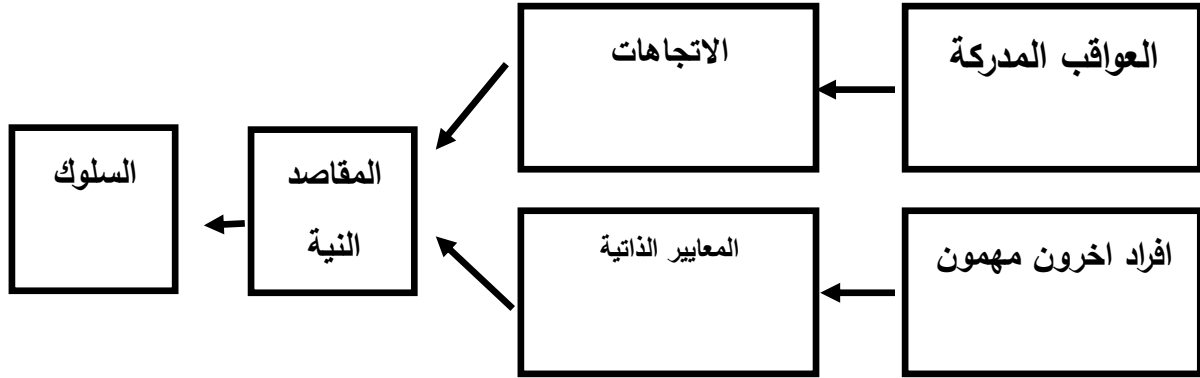 العواقب المدركة
الاتجاهات
المقاصد
النية
السلوك
افراد اخرون مهمون
المعايير الذاتية